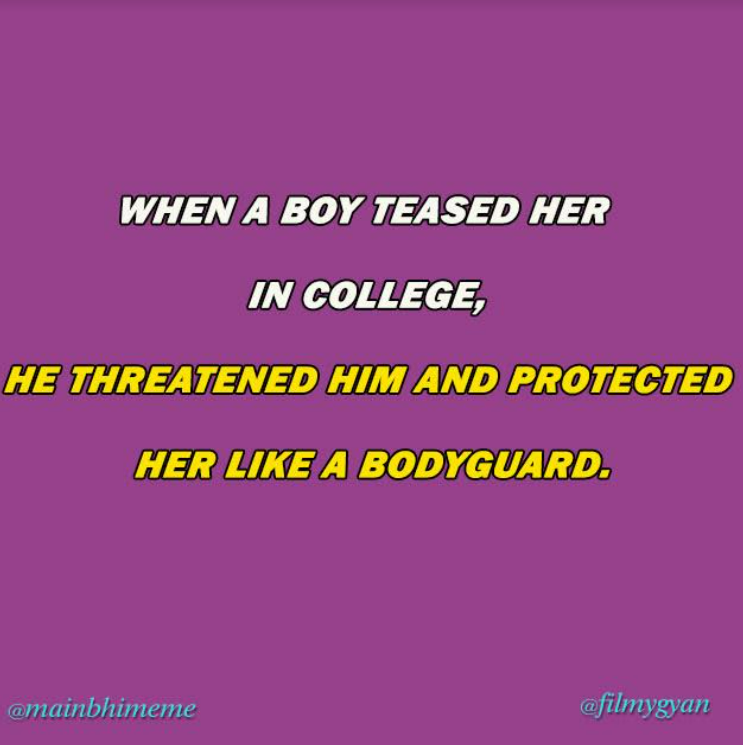 WHEN A BOY TEASED HER
IN COLLEGE,
HE THREATENED HIM AND PROTECTED
HER LIKE A BODYGUARD.
@mainbhimeme
@filmygyan